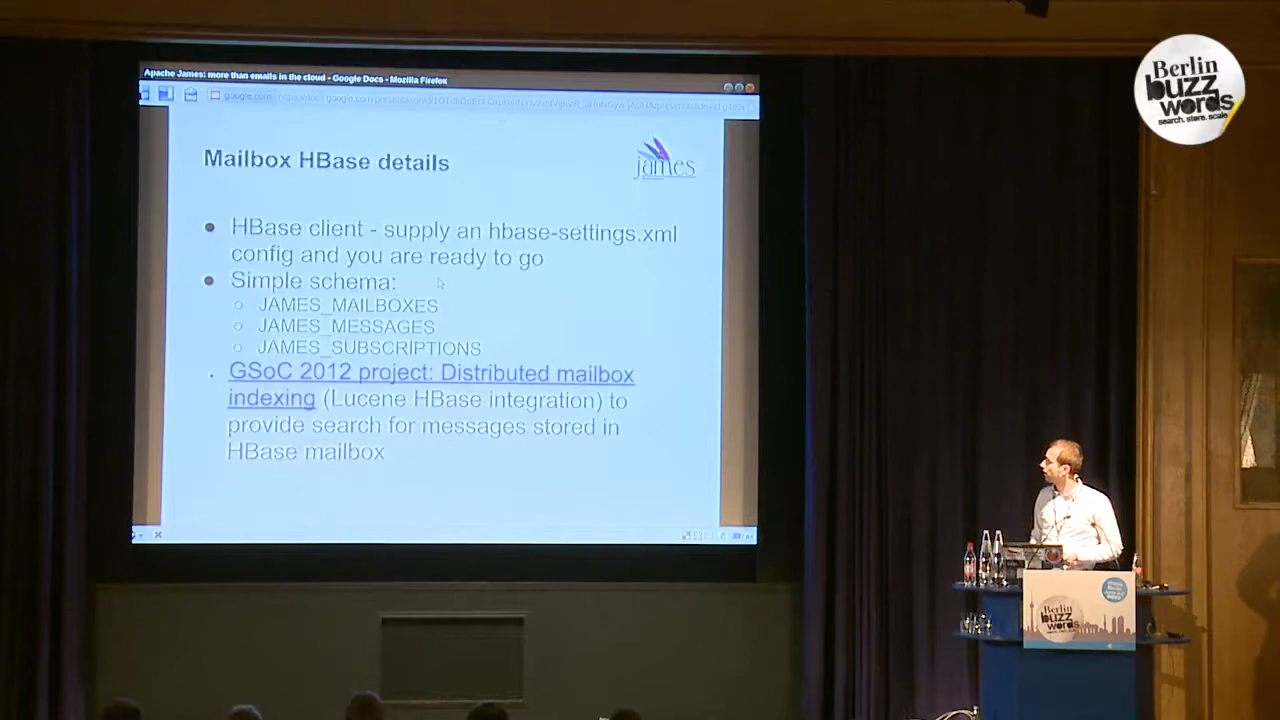 Apache James: more than emails in the cloud - Google Docs - Mozilla Firefox
google.com
Mailbox HBase details
james
HBase client - supply an hbase-settings.xml
config and you are ready to go
Simple schema:
JAMES_MAILBOXES
JAMES_MESSAGES
JAMES_SUBSCRIPTIONS
GSoC 2012 project: Distributed mailbox
indexing (Lucene HBase integration) to
provide search for messages stored in
HBase mailbox
Berlin
buzz
words
search. store. scale.
Berlin
buzz
words